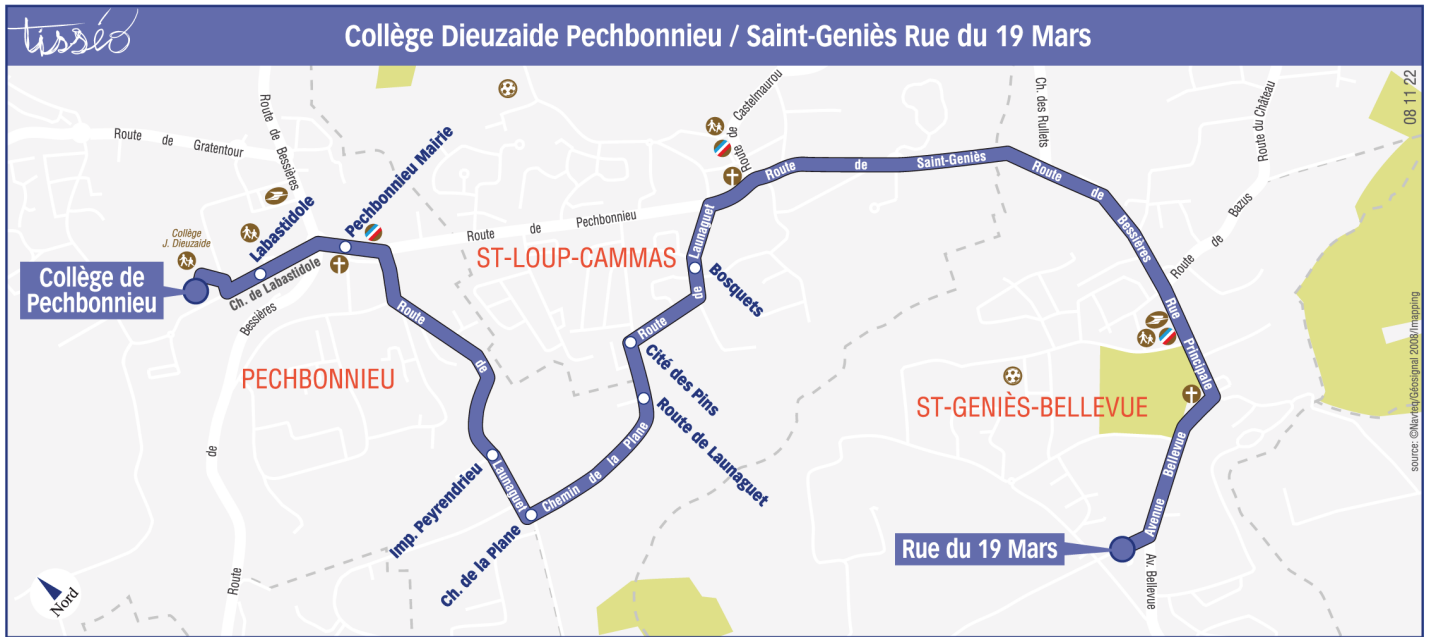 tisséo
Collège Dieuzaide Pechbonnieu / Saint-Geniès Rue du 19 Mars
08 11 22
Route de Gratentour
Route de Bessières
Route de Castelmaurou
Ch. des Rullets
Route du Château
Pechbonnieu Mairie
Labastidole
Collège
J. Dieuzaide
Collège de
Pechbonnieu
Ch. de Labastidole
Route de Pechbonnieu
ST-LOUP-CAMMAS
Route de Saint-Geniès
Route de Bessières
Route de Bazus
Route de Launaguet
Bosquets
Cité des Pins
Route de Launaguet
Route de Bessières
PECHBONNIEU
Route de Launaguet
Imp. Peyrendrieu
Ch. de la Plane
Chemin de la Plane
Rue Principale
ST-GENIÈS-BELLEVUE
Avenue Bellevue
Rue du 19 Mars
Av. Bellevue
Nord
source: ©Navteq/Géosignal 2008/Imapping